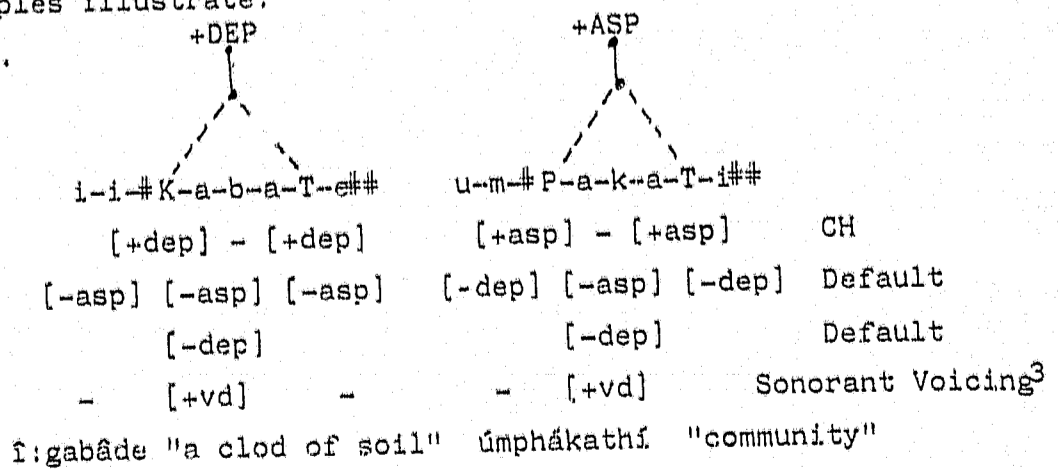 ples illustrate:
+DEP +ASP
i-i-#K-a-b-a-T-e## u-m-#P-a-k-a-T-i##
[+dep] - [+dep] [+asp] - [+asp] CH
[-asp] [-asp] [-asp] [-dep] [-asp] [-dep] Default
[-dep] [-dep] Default
- [+vd] - - [+vd] Sonorant Voicing3
î:gabâde "a clod of soil" úmphákathí "community"